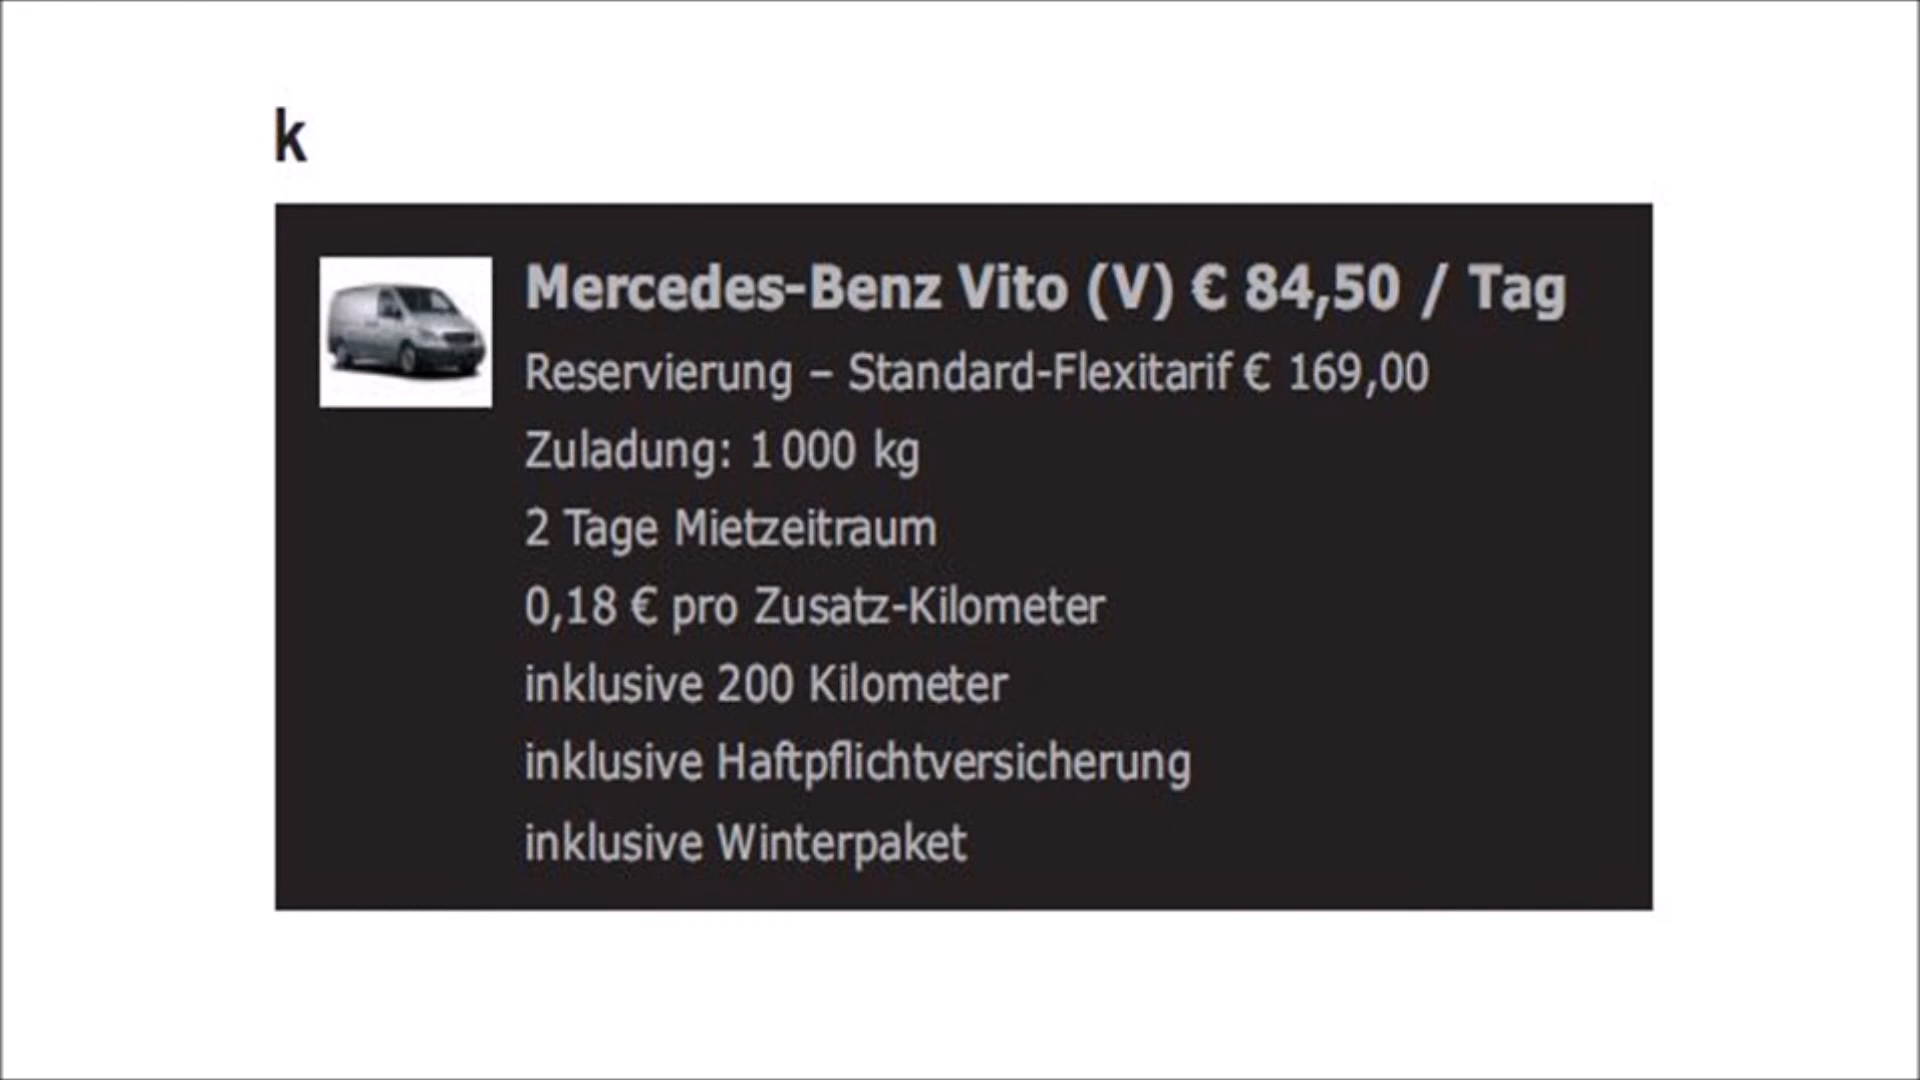 k
Mercedes-Benz Vito (V) € 84,50 / Tag
Reservierung – Standard-Flexitarif € 169,00
Zuladung: 1 000 kg
2 Tage Mietzeitraum
0,18 € pro Zusatz-Kilometer
inklusive 200 Kilometer
inklusive Haftpflichtversicherung
inklusive Winterpaket